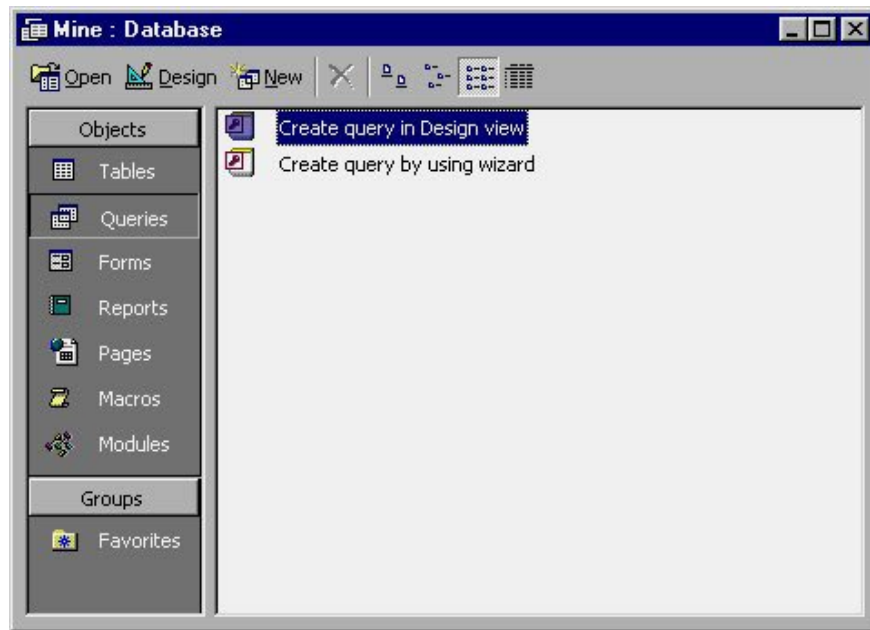 Mine : Database
Open Design New
Objects
Tables
Queries
Forms
Reports
Pages
Macros
Modules
Groups
Favorites
Create query in Design view
Create query by using wizard